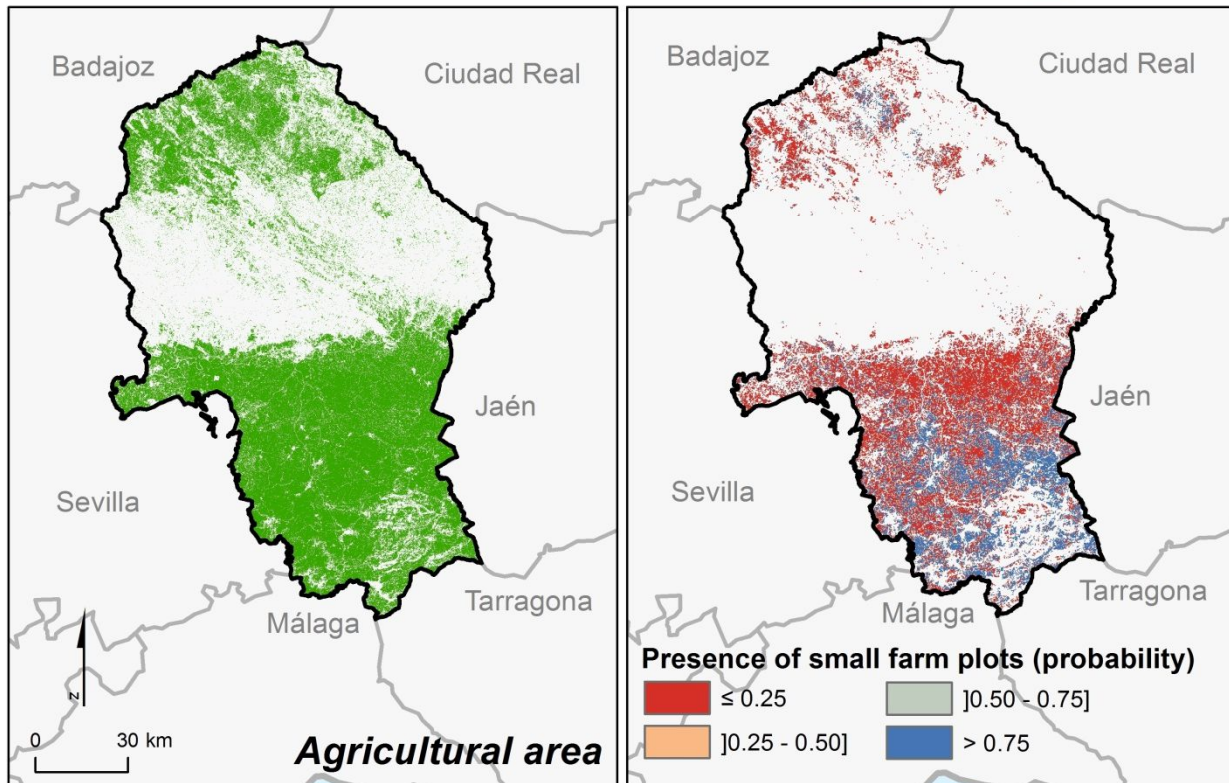 Badajoz
Ciudad Real
Jaén
Sevilla
Tarragona
Málaga
z
0 30 km
Agricultural area
Badajoz
Ciudad Real
Jaén
Sevilla
Tarragona
Málaga
Presence of small farm plots (probability)
≤ 0.25 ]0.50 - 0.75]
]0.25 - 0.50] > 0.75